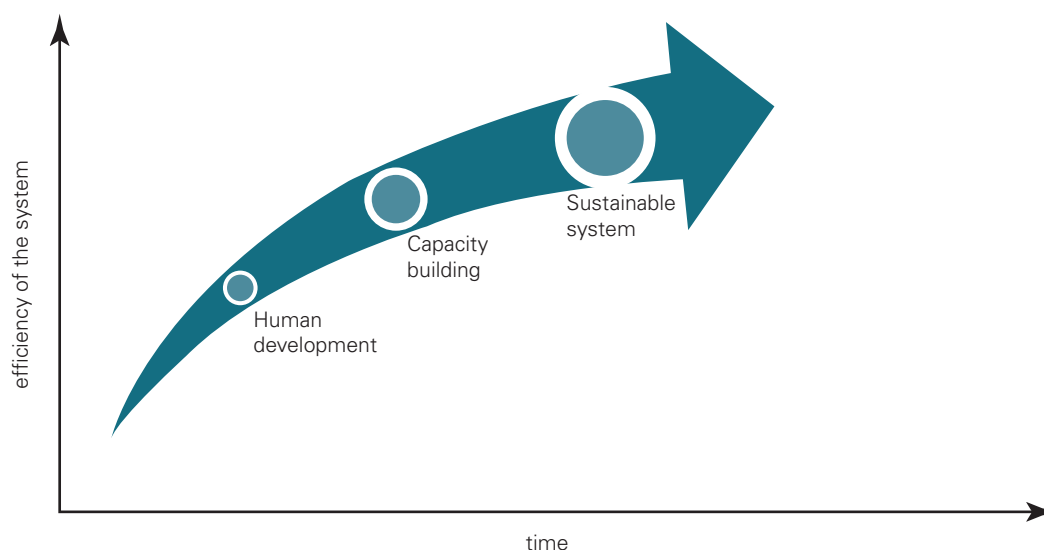 efficiency of the system
Sustainable
system
Capacity
building
Human
development
time